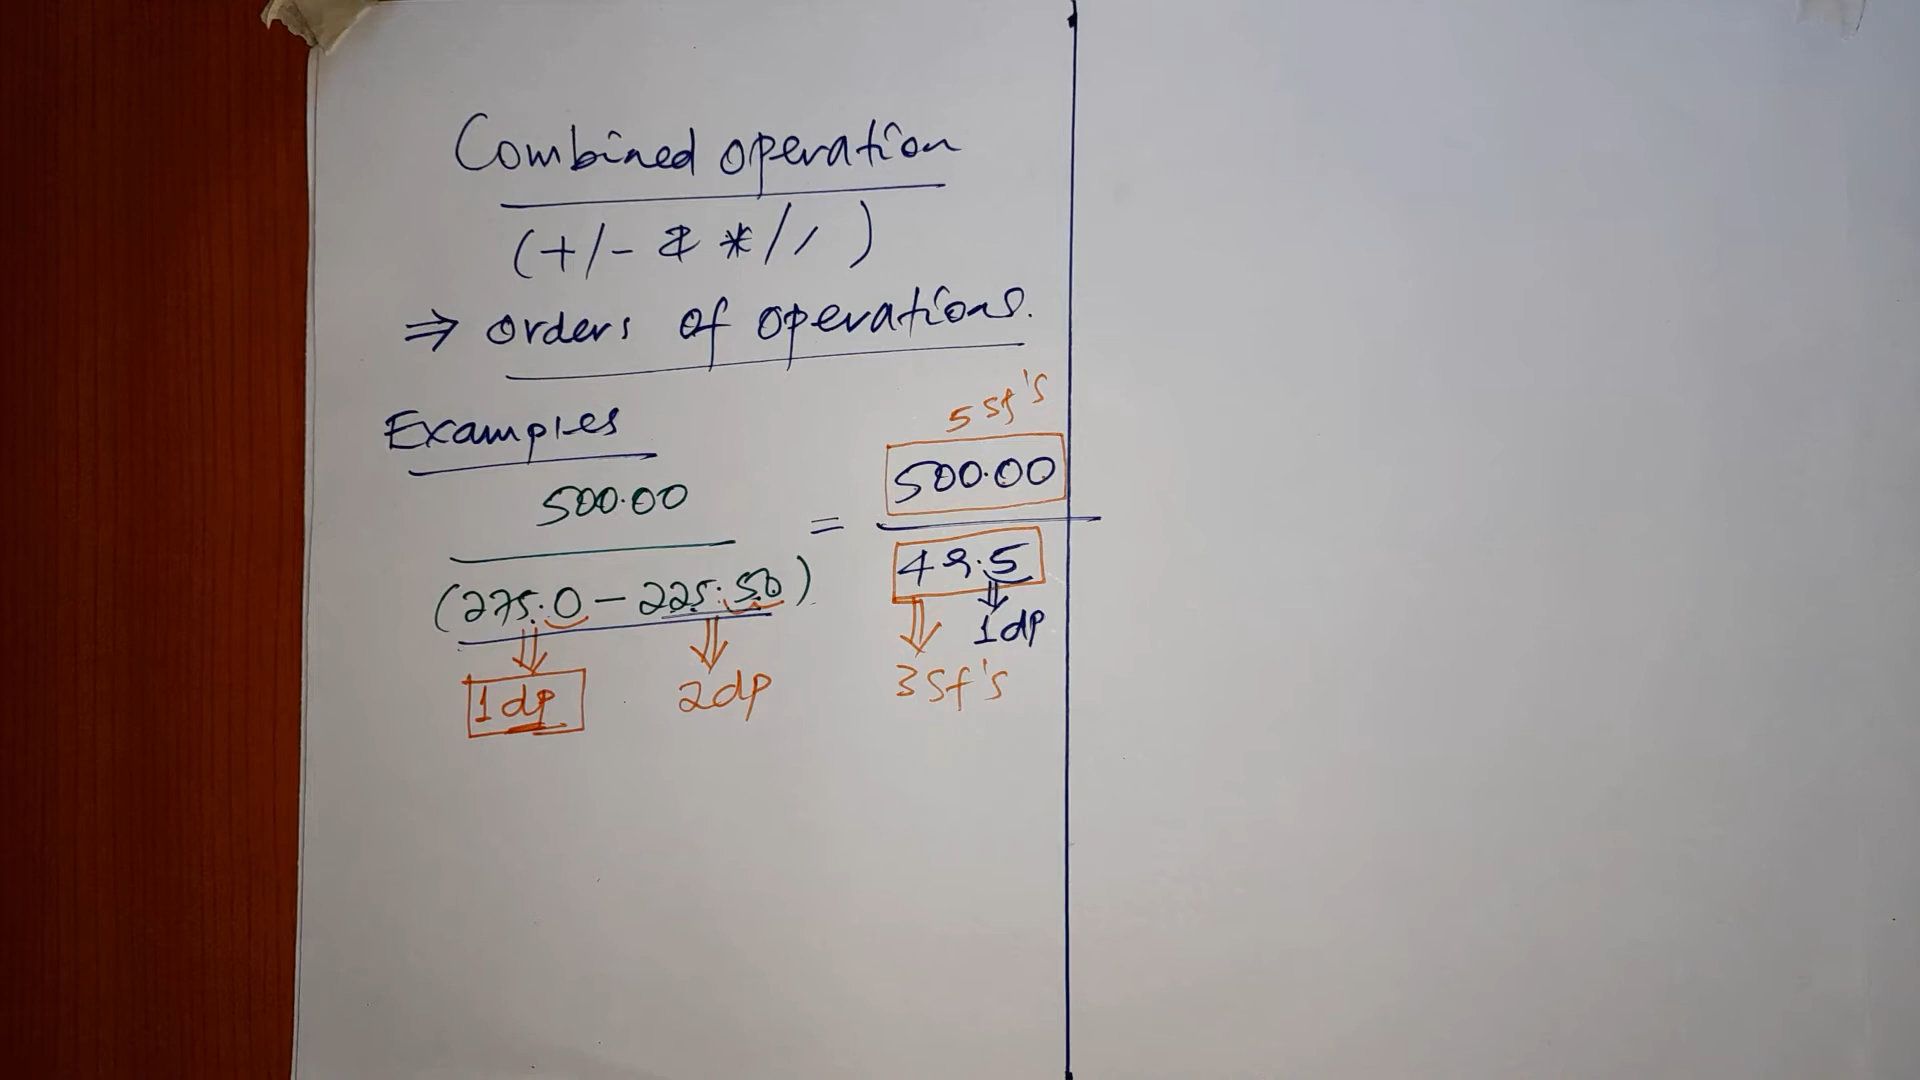 Combined operation
(+/- & */, )
⇒ orders of operations.
Examples
500.00
(275.0 - 225.50)
1dp
2dp
=
5 sf's
500.00
49.5
1dp
3 sf's